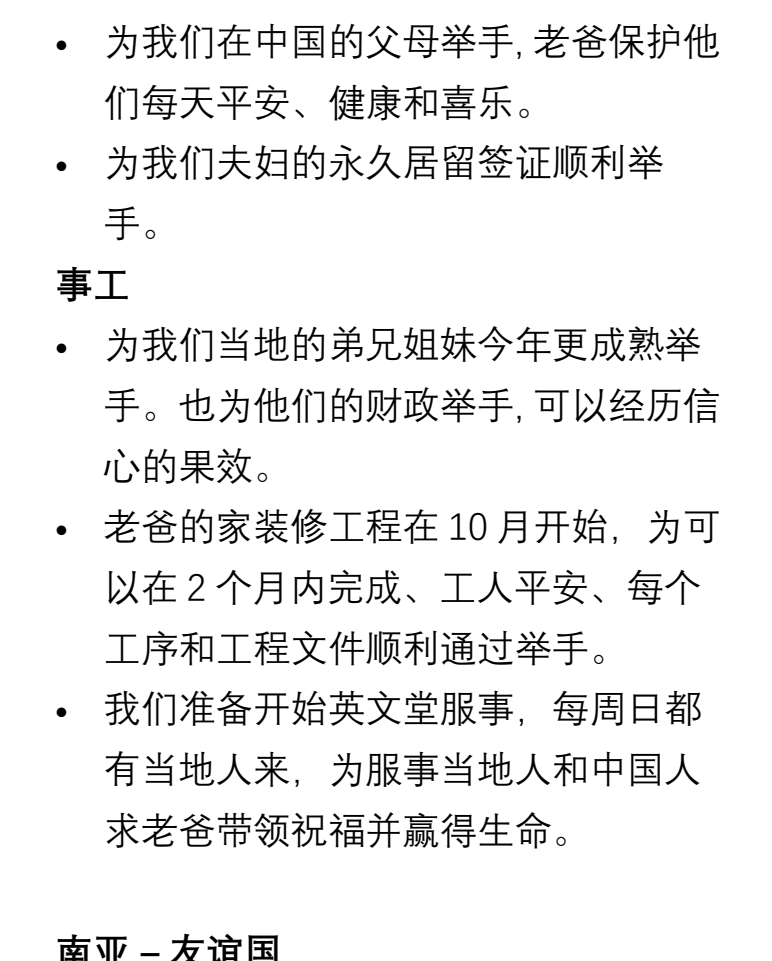 • 为我们在中国的父母举手, 老爸保护他
们每天平安、健康和喜乐。
• 为我们夫妇的永久居留签证顺利举
手。
事工
• 为我们当地的弟兄姐妹今年更成熟举
手。也为他们的财政举手, 可以经历信
心的果效。
• 老爸的家装修工程在 10 月开始，为可
以在 2 个月内完成、工人平安、每个
工序和工程文件顺利通过举手。
• 我们准备开始英文堂服事，每周日都
有当地人来，为服事当地人和中国人
求老爸带领祝福并赢得生命。
南亚 – 友谊国